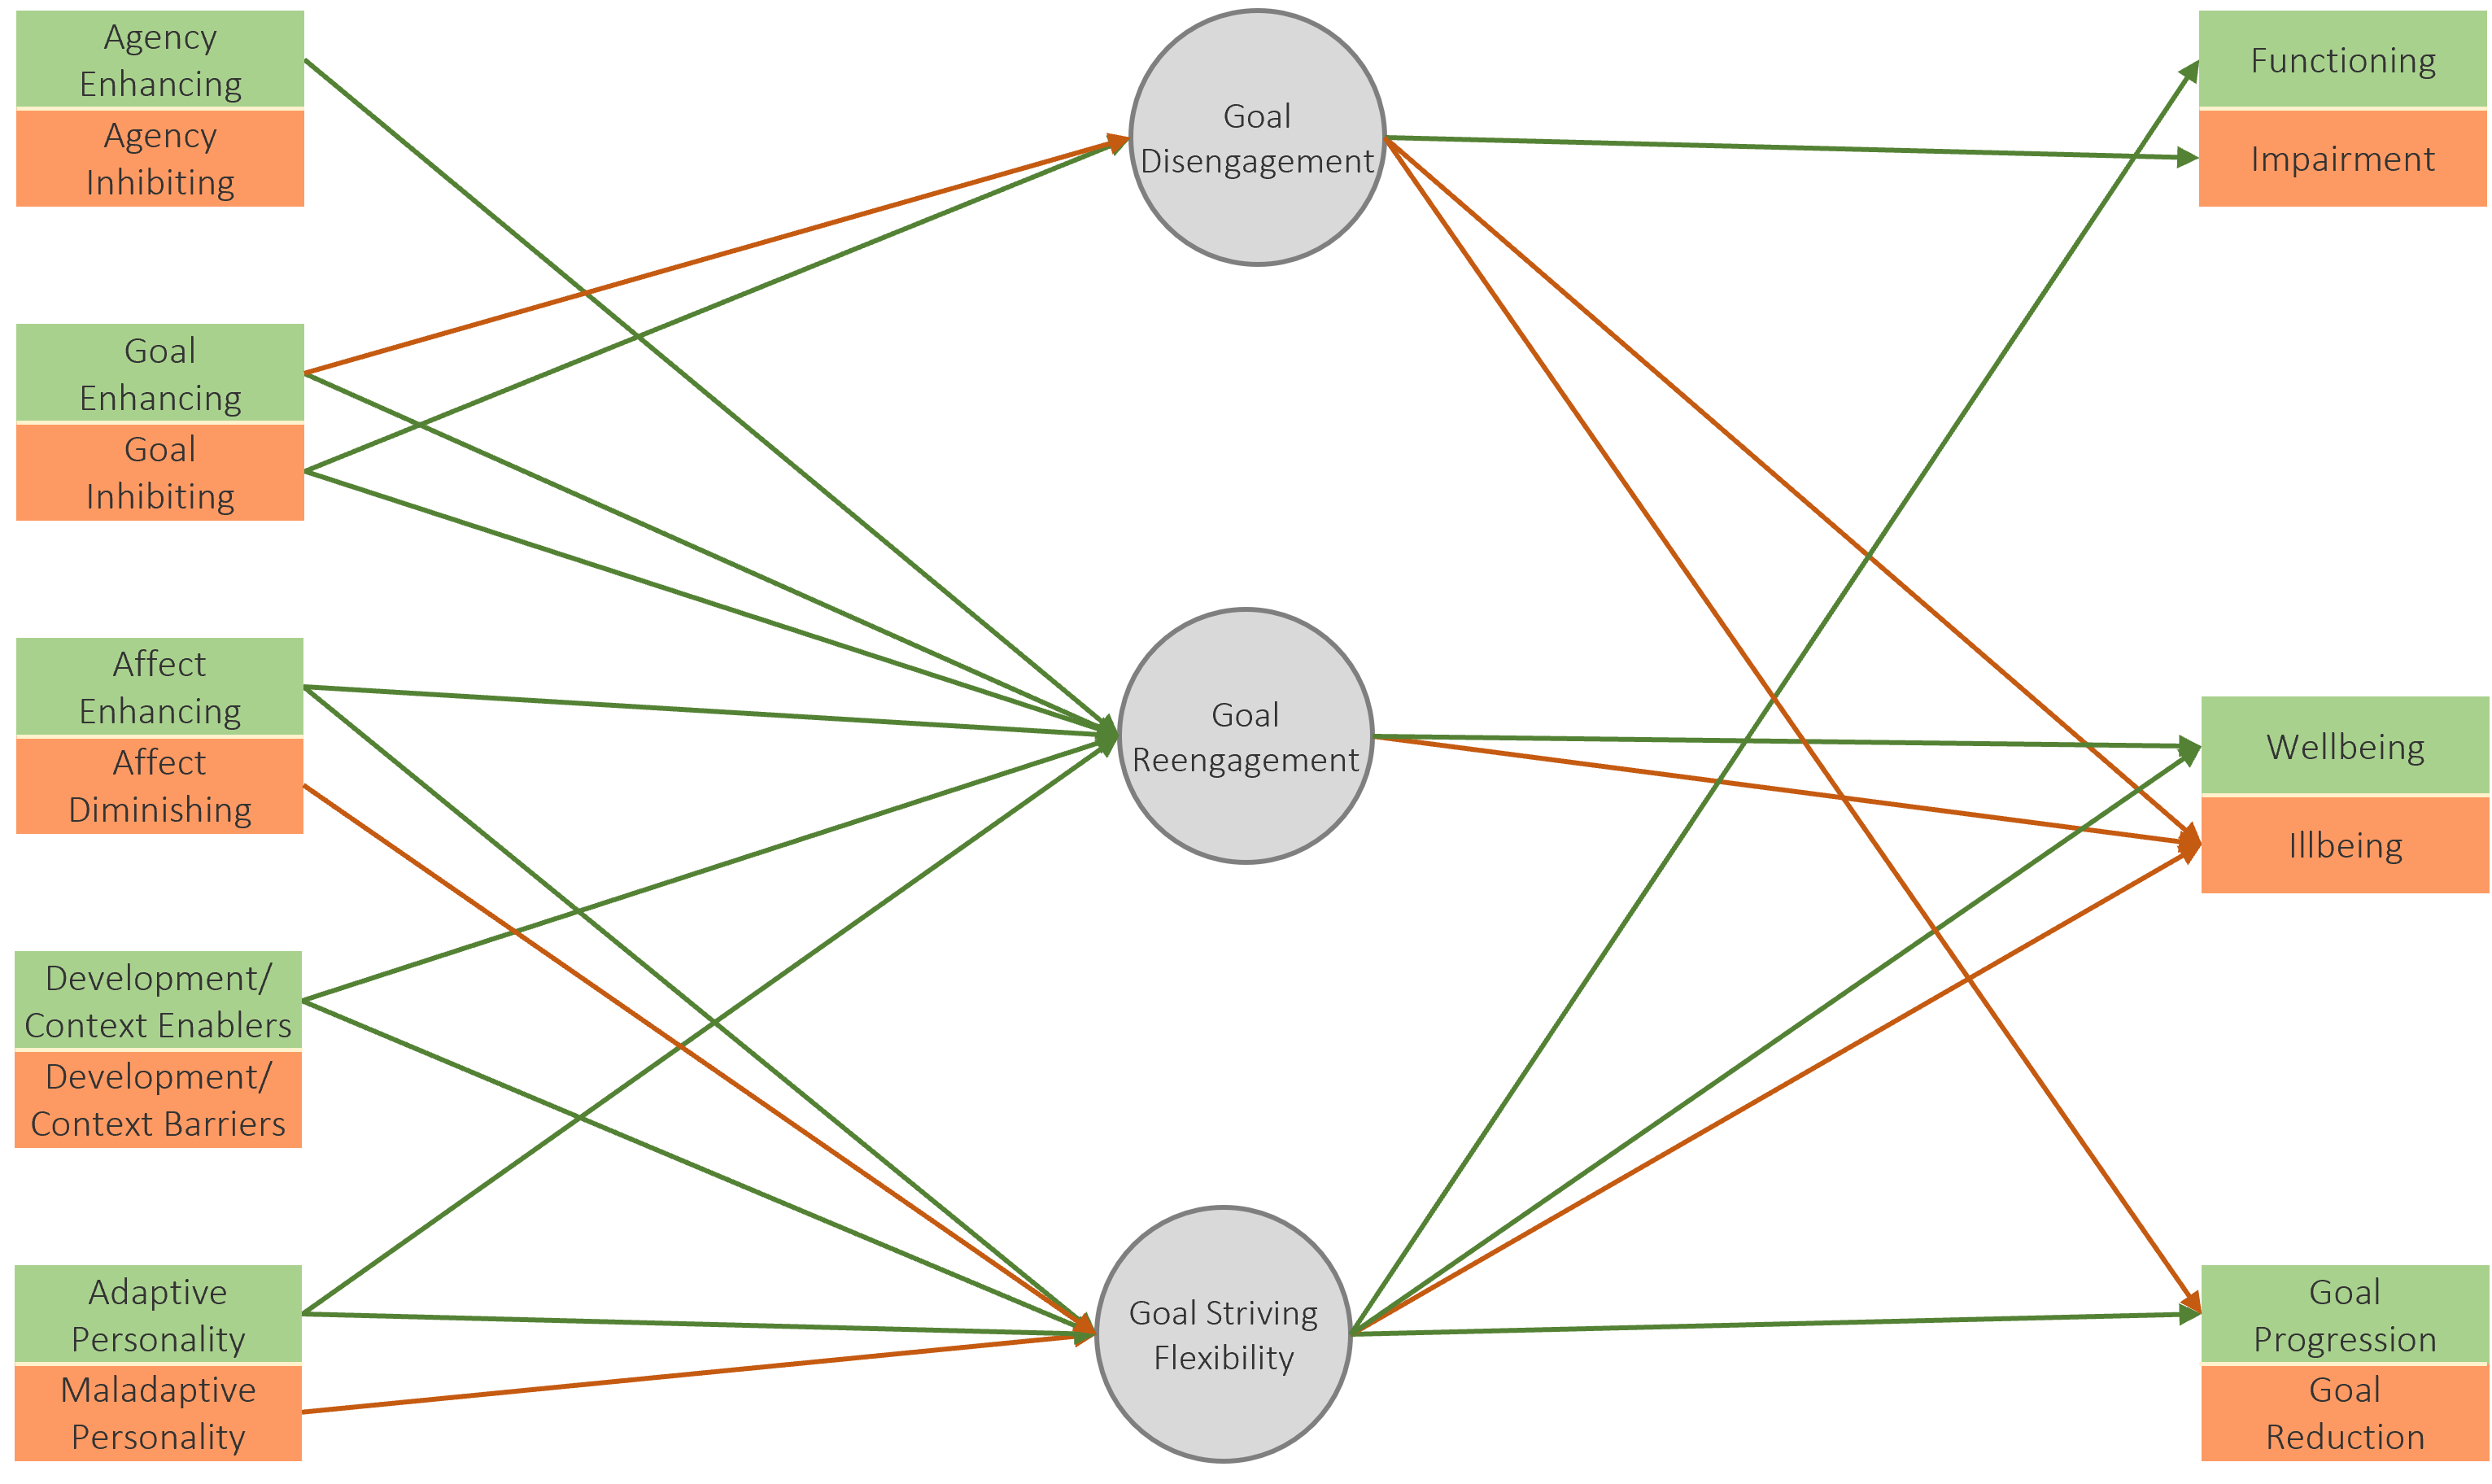 Agency
Enhancing
Agency
Inhibiting
Goal
Enhancing
Goal
Inhibiting
Affect
Enhancing
Affect
Diminishing
Development/
Context Enablers
Development/
Context Barriers
Adaptive
Personality
Maladaptive
Personality
Goal
Disengagement
Goal
Reengagement
Goal Striving
Flexibility
Functioning
Impairment
Wellbeing
Illbeing
Goal
Progression
Goal
Reduction